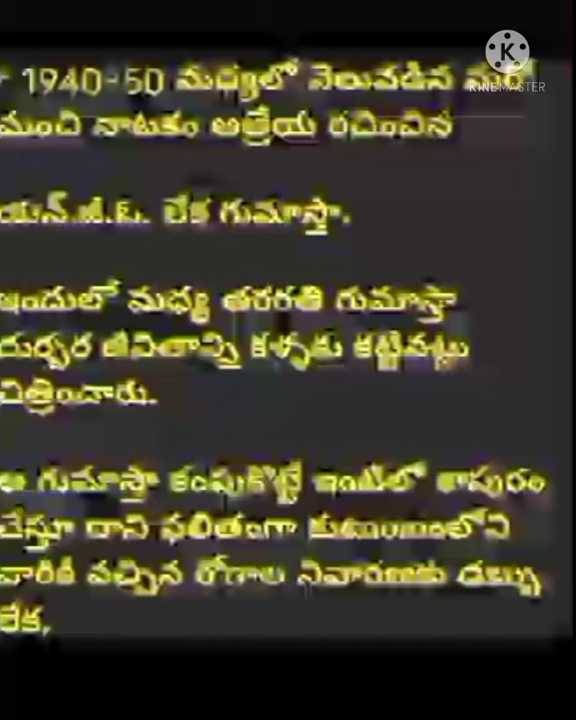 KINEMASTER
1940-50 మధ్యలో వెలువడిన మరో
మంచి నాటకం ఆత్రేయ రచించిన
యన్.జి.ఓ. లేక గుమాస్తా.
ఇందులో మధ్య తరగతి గుమాస్తా
దుర్భర జీవితాన్ని కళ్ళకు కట్టినట్లు
చిత్రించారు.
ఆ గుమాస్తా కంపుకొట్టే ఇంటిలో కాపురం
చేస్తూ దాని ఫలితంగా కుటుంబంలోని
వారికి వచ్చిన రోగాల నివారణకు డబ్బు
లేక,